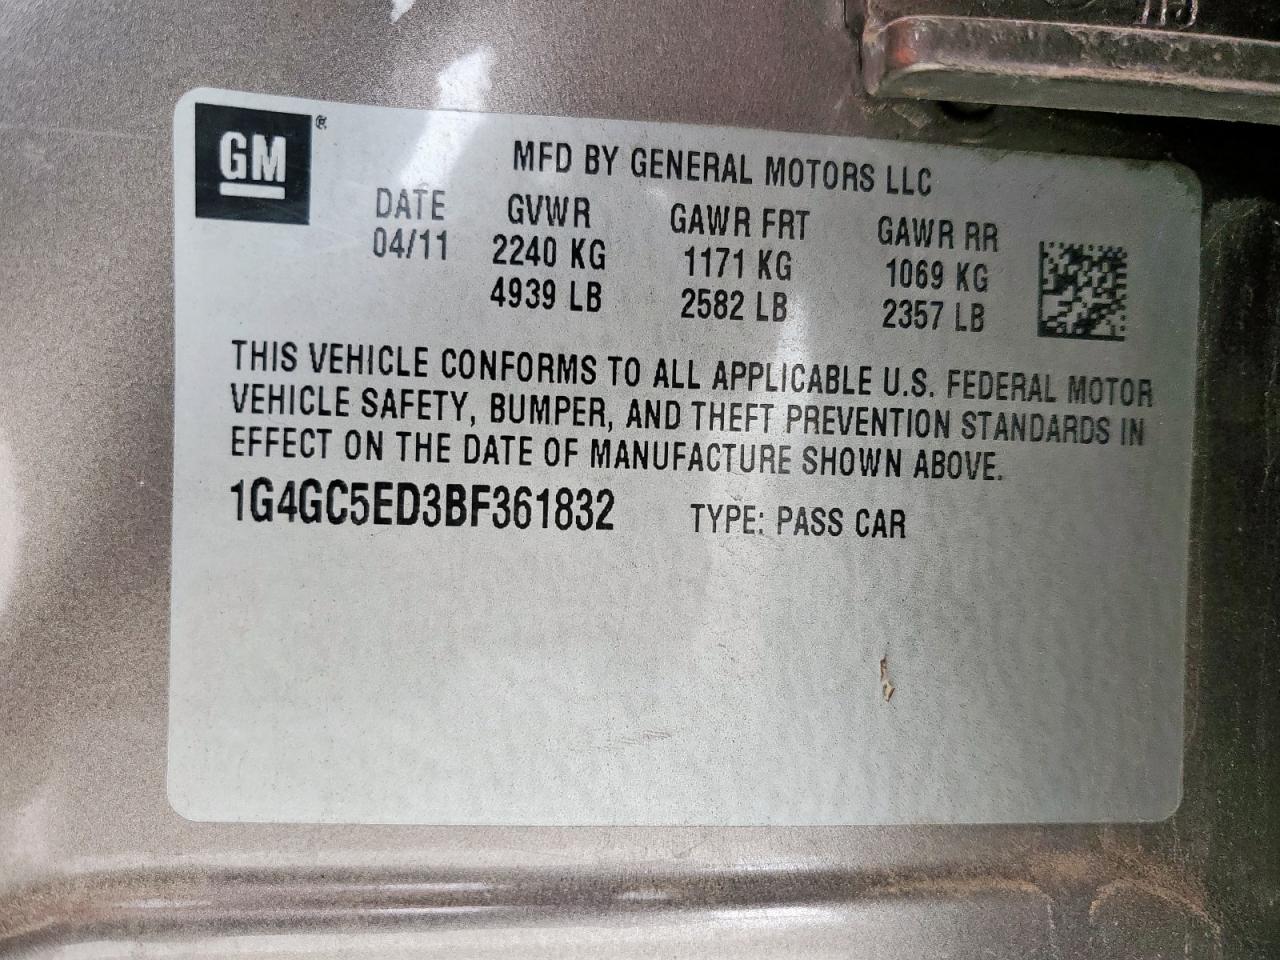 GM ®
MFD BY GENERAL MOTORS LLC
DATE GVWR GAWR FRT GAWR RR
04/11 2240 KG 1171 KG 1069 KG
4939 LB 2582 LB 2357 LB
THIS VEHICLE CONFORMS TO ALL APPLICABLE U.S. FEDERAL MOTOR
VEHICLE SAFETY, BUMPER, AND THEFT PREVENTION STANDARDS IN
EFFECT ON THE DATE OF MANUFACTURE SHOWN ABOVE.
1G4GC5ED3BF361832 TYPE: PASS CAR